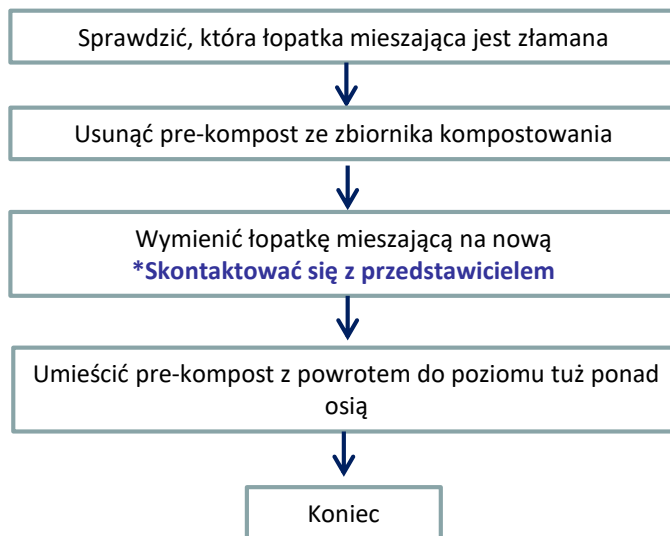 Sprawdzić, która łopatka mieszająca jest złamana
Usunąć pre-kompost ze zbiornika kompostowania
Wymienić łopatkę mieszającą na nową
*Skontaktować się z przedstawicielem
Umieścić pre-kompost z powrotem do poziomu tuż ponad
osią
Koniec